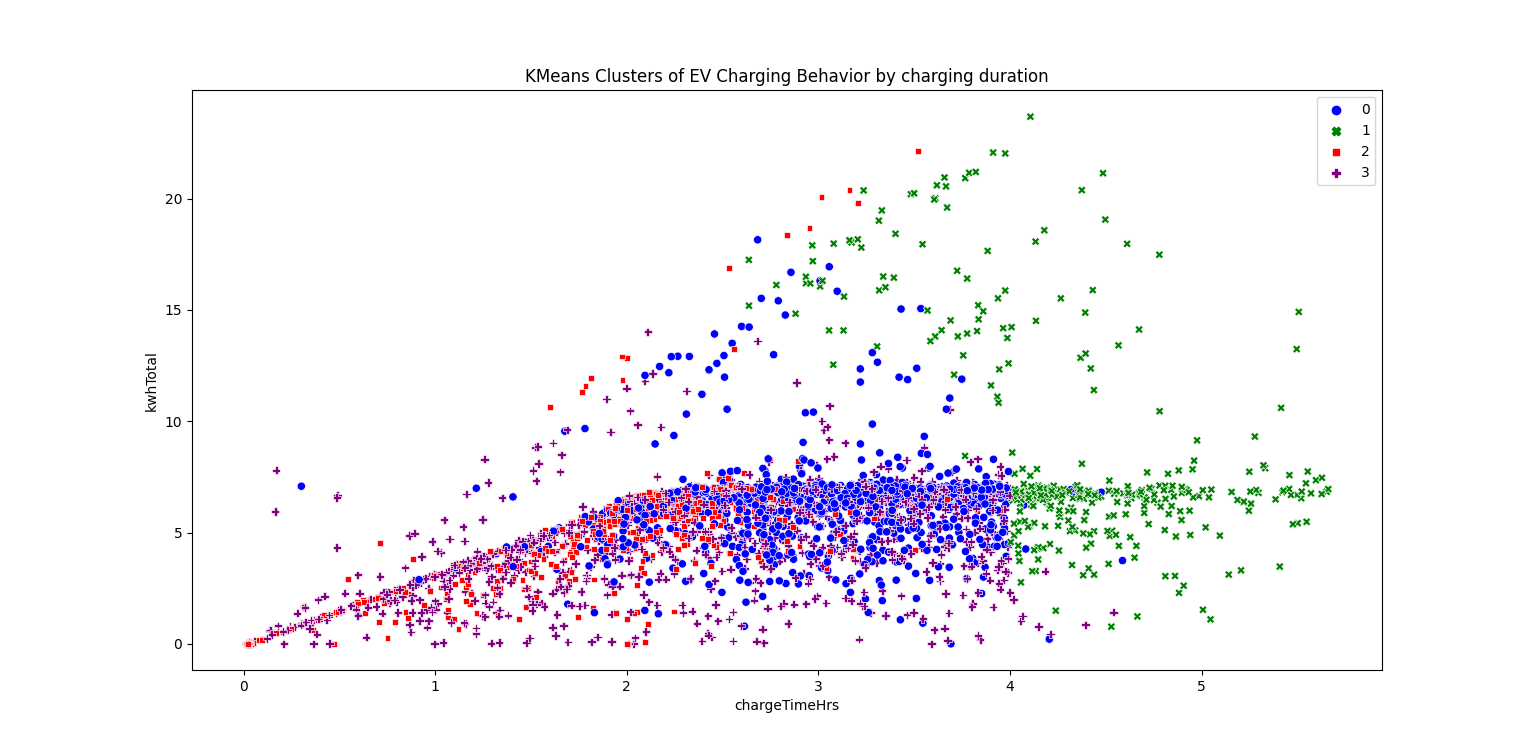 KMeans Clusters of EV Charging Behavior by charging duration
0
1
2
3
kwhTotal
20
15
10
5
0
0 1 2 3 4 5
chargeTimeHrs